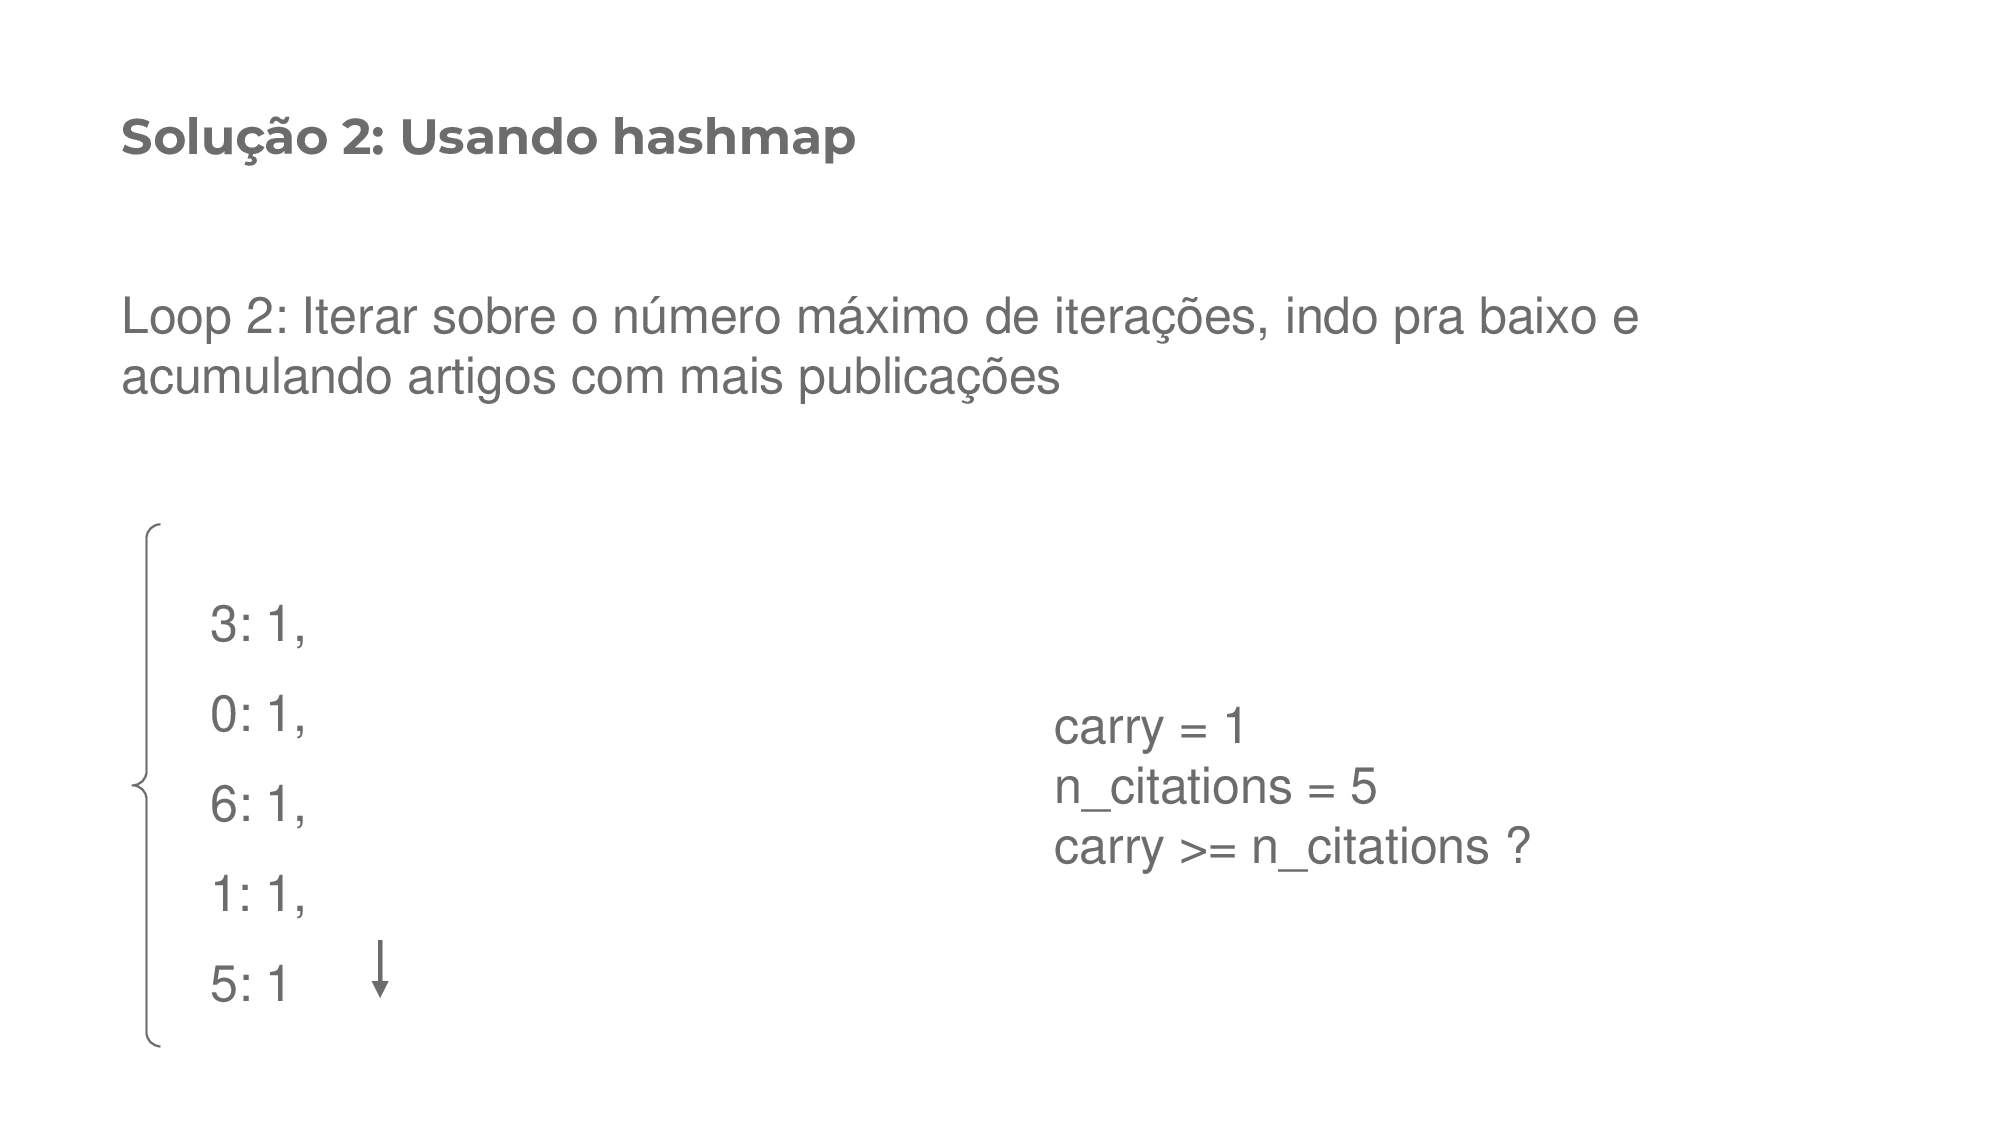 Solução 2: Usando hashmap
Loop 2: Iterar sobre o número máximo de iterações, indo pra baixo e
acumulando artigos com mais publicações
3: 1,
0: 1,
6: 1,
1: 1,
5: 1
carry = 1
n_citations = 5
carry >= n_citations ?